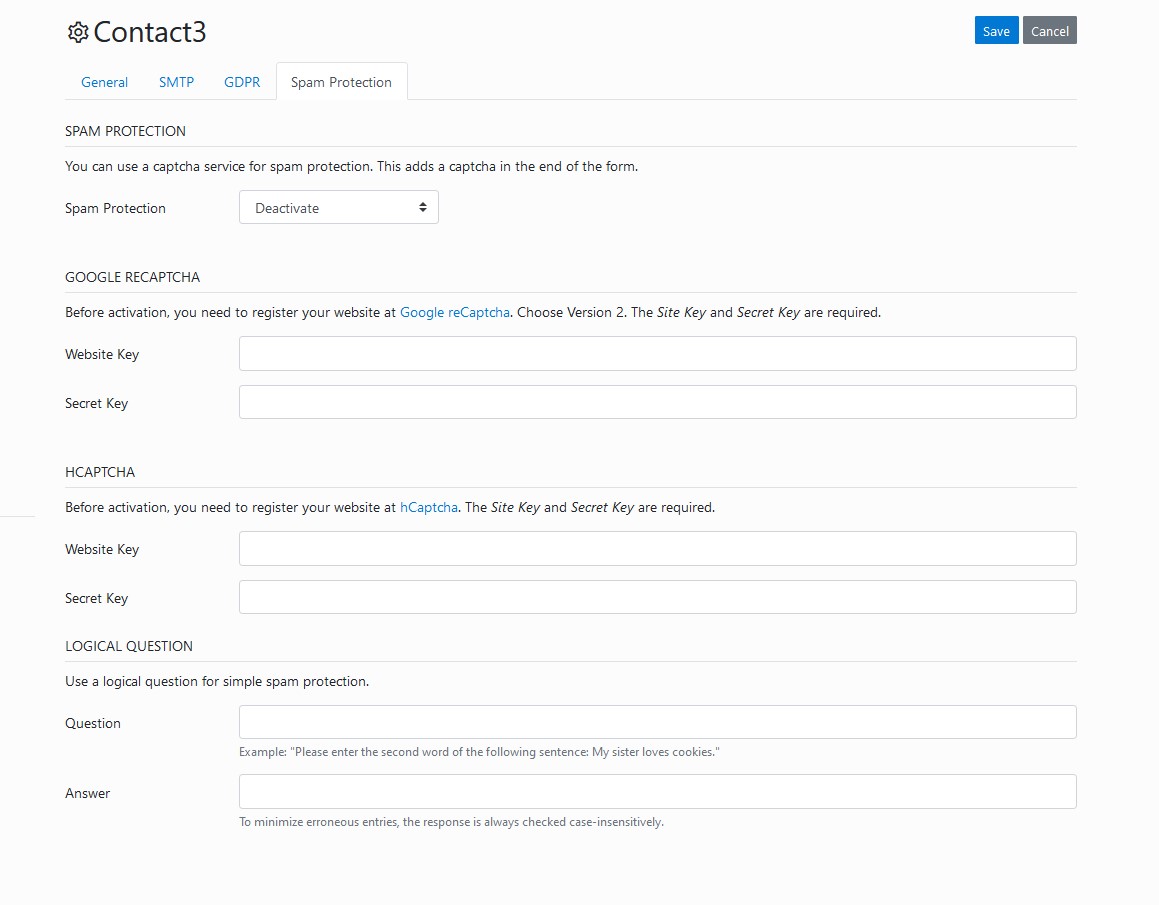 Contact3
Save Cancel
General SMTP GDPR Spam Protection
SPAM PROTECTION
You can use a captcha service for spam protection. This adds a captcha in the end of the form.
Spam Protection Deactivate
GOOGLE RECAPTCHA
Before activation, you need to register your website at Google reCaptcha. Choose Version 2. The Site Key and Secret Key are required.
Website Key
Secret Key
HCAPTCHA
Before activation, you need to register your website at hCaptcha. The Site Key and Secret Key are required.
Website Key
Secret Key
LOGICAL QUESTION
Use a logical question for simple spam protection.
Question
Example: "Please enter the second word of the following sentence: My sister loves cookies."
Answer
To minimize erroneous entries, the response is always checked case-insensitively.